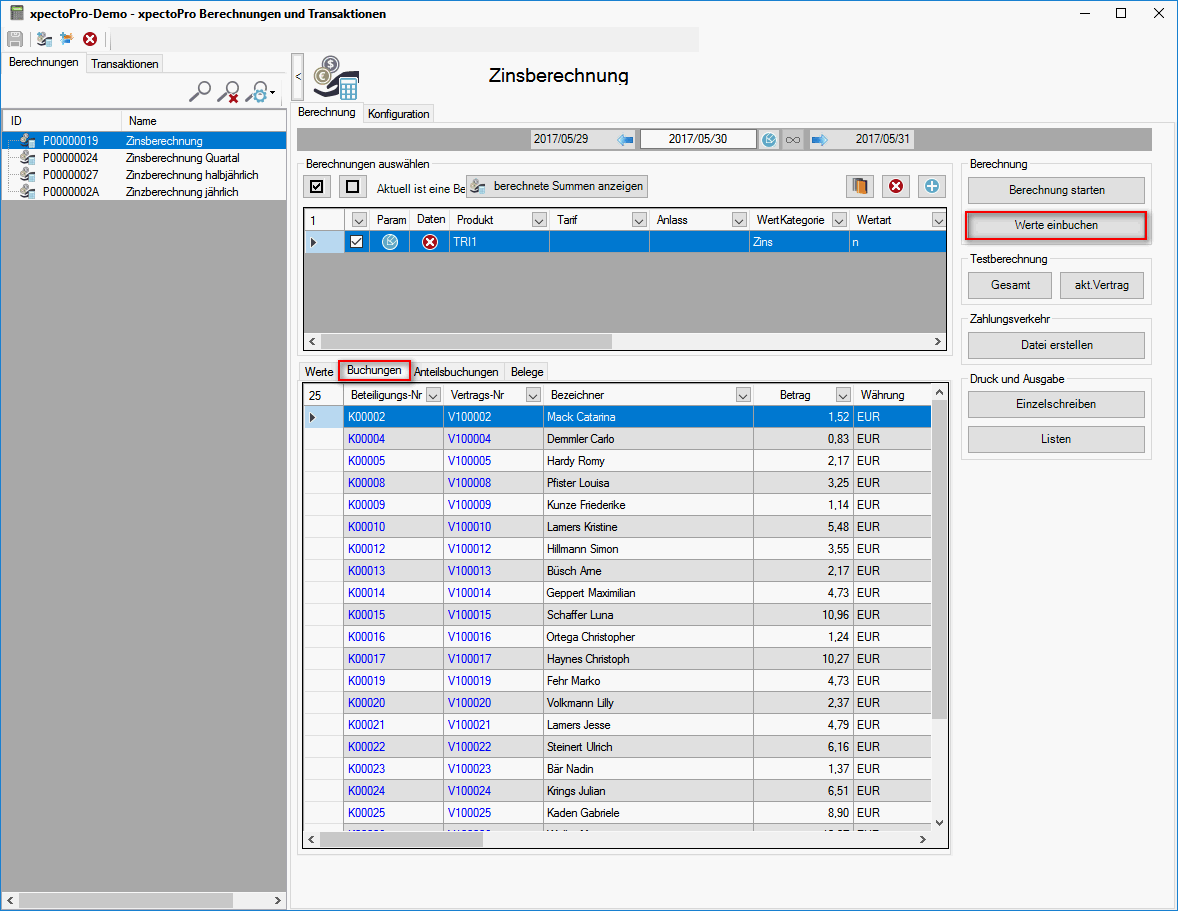 xpectoPro-Demo - xpectoPro Berechnungen und Transaktionen
Berechnungen Transaktionen
ID Name
P00000019 Zinsberechnung
P00000024 Zinsberechnung Quartal
P00000027 Zinzberechnung halbjährlich
P0000002A Zinzberechnung jährlich
< Zinsberechnung
Berechnung Konfiguration
2017/05/29 2017/05/30 2017/05/31
Berechnungen auswählen
Aktuell ist eine Be berechnete Summen anzeigen
1 Param Daten Produkt Tarif Anlass WertKategorie Wertart
TRI1 Zins n
Berechnung
Berechnung starten
Werte einbuchen
Testberechnung
Gesamt akt.Vertrag
Zahlungsverkehr
Datei erstellen
Druck und Ausgabe
Einzelschreiben
Listen
Werte Buchungen Anteilsbuchungen Belege
25 Beteiligungs-Nr Vertrags-Nr Bezeichner Betrag Währung
K00002 V100002 Mack Catarina 1,52 EUR
K00004 V100004 Demmler Carlo 0,83 EUR
K00005 V100005 Hardy Romy 2,17 EUR
K00008 V100008 Pfister Louisa 3,25 EUR
K00009 V100009 Kunze Friederike 1,14 EUR
K00010 V100010 Lamers Kristine 5,48 EUR
K00012 V100012 Hillmann Simon 3,55 EUR
K00013 V100013 Büsch Arne 2,17 EUR
K00014 V100014 Geppert Maximilian 4,73 EUR
K00015 V100015 Schaffer Luna 10,96 EUR
K00016 V100016 Ortega Christopher 1,24 EUR
K00017 V100017 Haynes Christoph 10,27 EUR
K00019 V100019 Fehr Marko 4,73 EUR
K00020 V100020 Volkmann Lilly 2,37 EUR
K00021 V100021 Lamers Jesse 4,79 EUR
K00022 V100022 Steinert Ulrich 6,16 EUR
K00023 V100023 Bär Nadin 1,37 EUR
K00024 V100024 Krings Julian 6,51 EUR
K00025 V100025 Kaden Gabriele 8,90 EUR